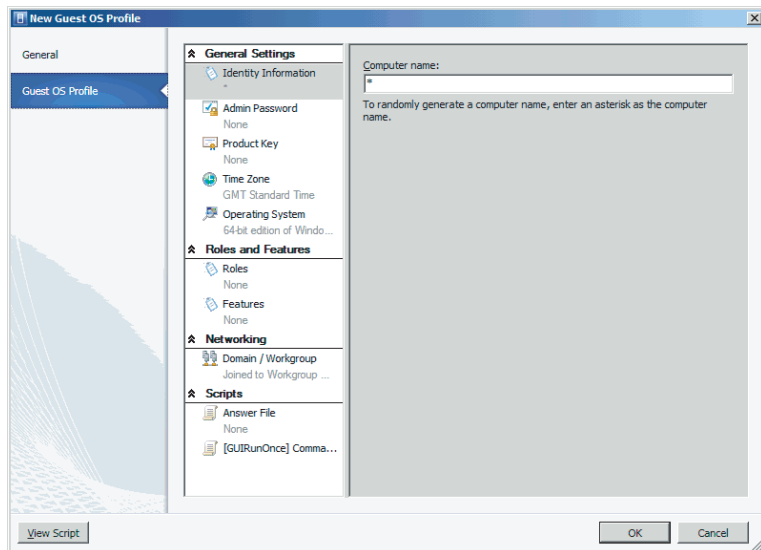 New Guest OS Profile
General
Guest OS Profile
General Settings
Identity Information
*
Admin Password
None
Product Key
None
Time Zone
GMT Standard Time
Operating System
64-bit edition of Windo...
Roles and Features
Roles
None
Features
None
Networking
Domain / Workgroup
Joined to Workgroup ...
Scripts
Answer File
None
[GUIRunOnce] Comma...
Computer name:
*
To randomly generate a computer name, enter an asterisk as the computer
name.
View Script
OK
Cancel